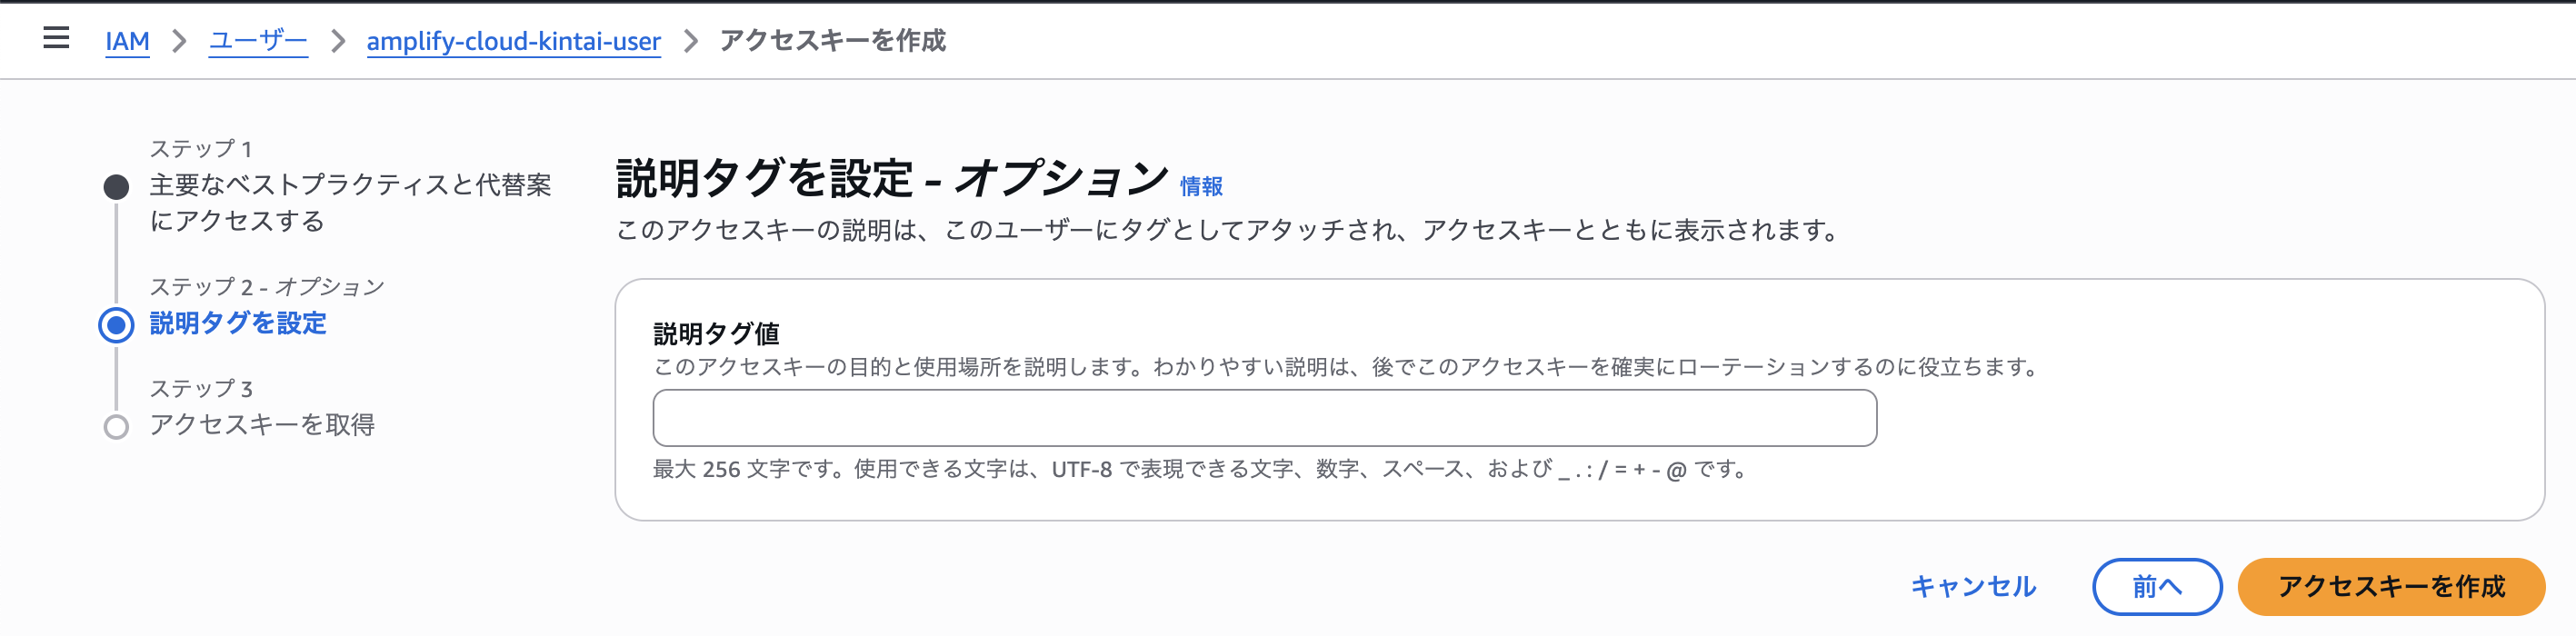 IAM > ユーザー > amplify-cloud-kintai-user > アクセスキーを作成
ステップ 1
主要なベストプラクティスと代替案
にアクセスする
ステップ 2 - オプション
説明タグを設定
ステップ 3
アクセスキーを取得
説明タグを設定 - オプション 情報
このアクセスキーの説明は、このユーザーにタグとしてアタッチされ、アクセスキーとともに表示されます。
説明タグ値
このアクセスキーの目的と使用場所を説明します。わかりやすい説明は、後でこのアクセスキーを確実にローテーションするのに役立ちます。
最大 256 文字です。使用できる文字は、UTF-8 で表現できる文字、数字、スペース、および _ . : / = + - @ です。
キャンセル 前へ アクセスキーを作成